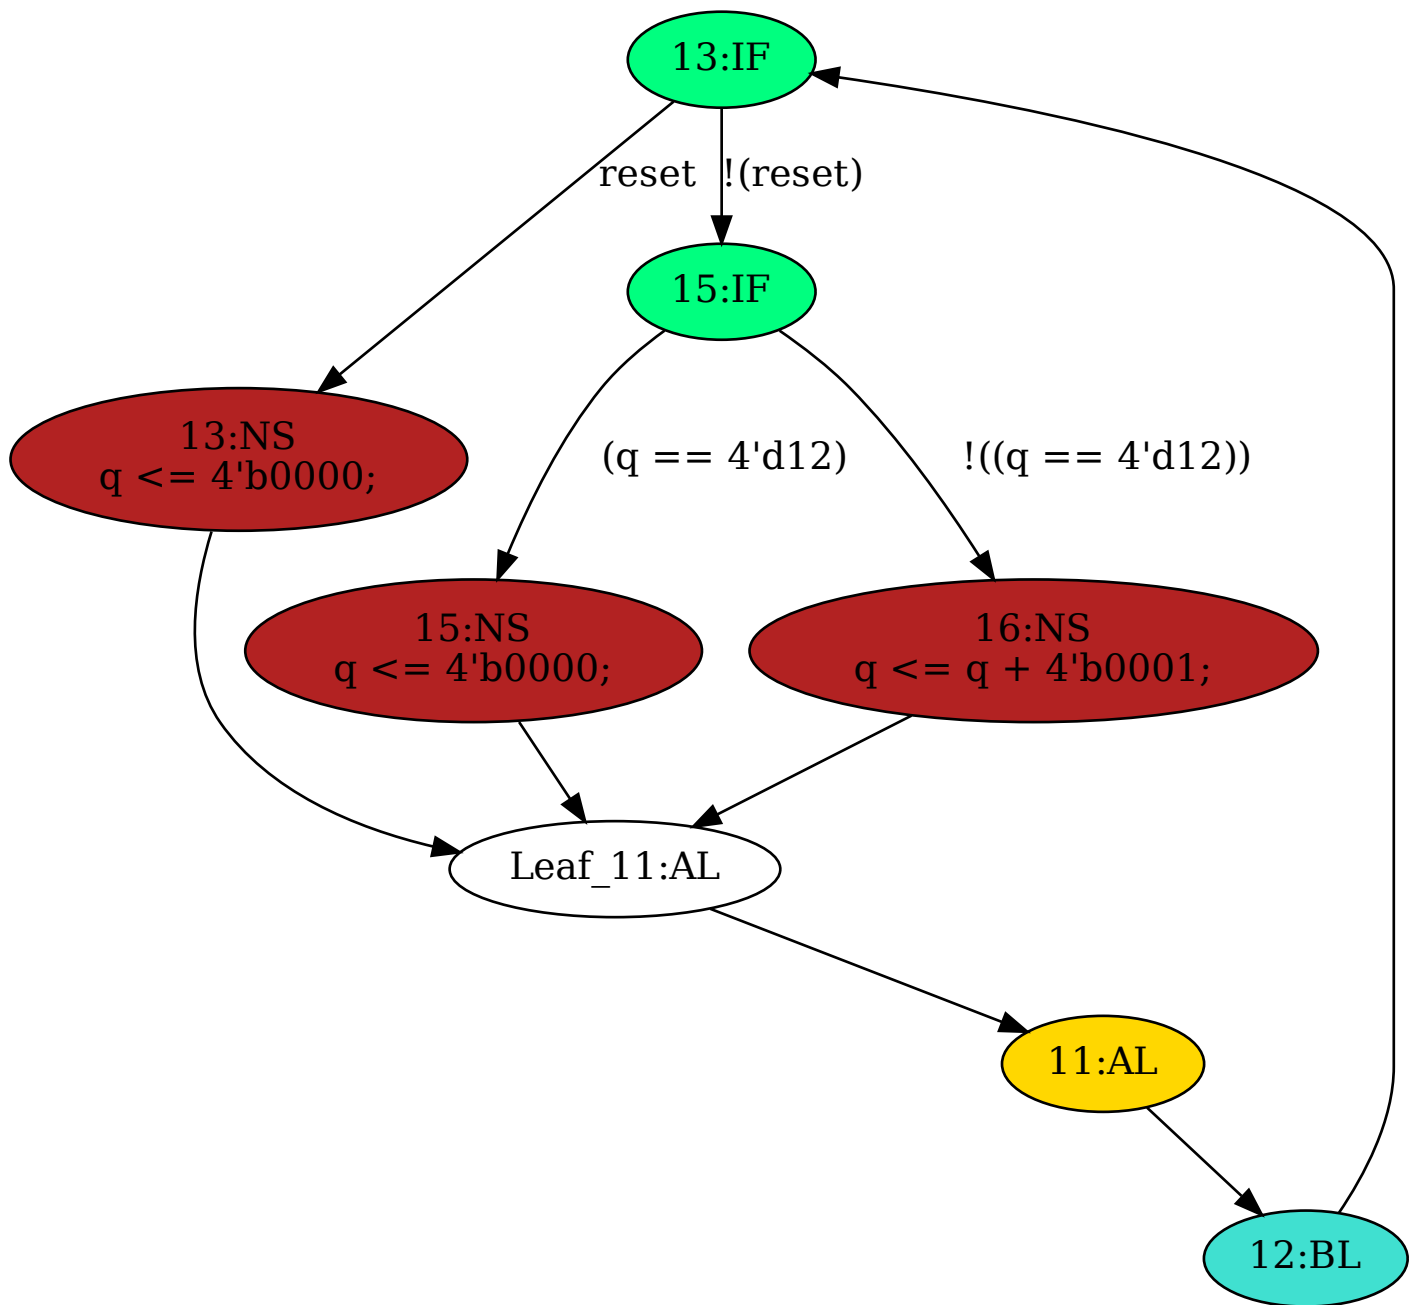 13:IF
reset
!(reset)
15:IF
13:NS
q <= 4'b0000;
(q == 4'd12)
!((q == 4'd12))
15:NS
q <= 4'b0000;
16:NS
q <= q + 4'b0001;
Leaf_11:AL
11:AL
12:BL